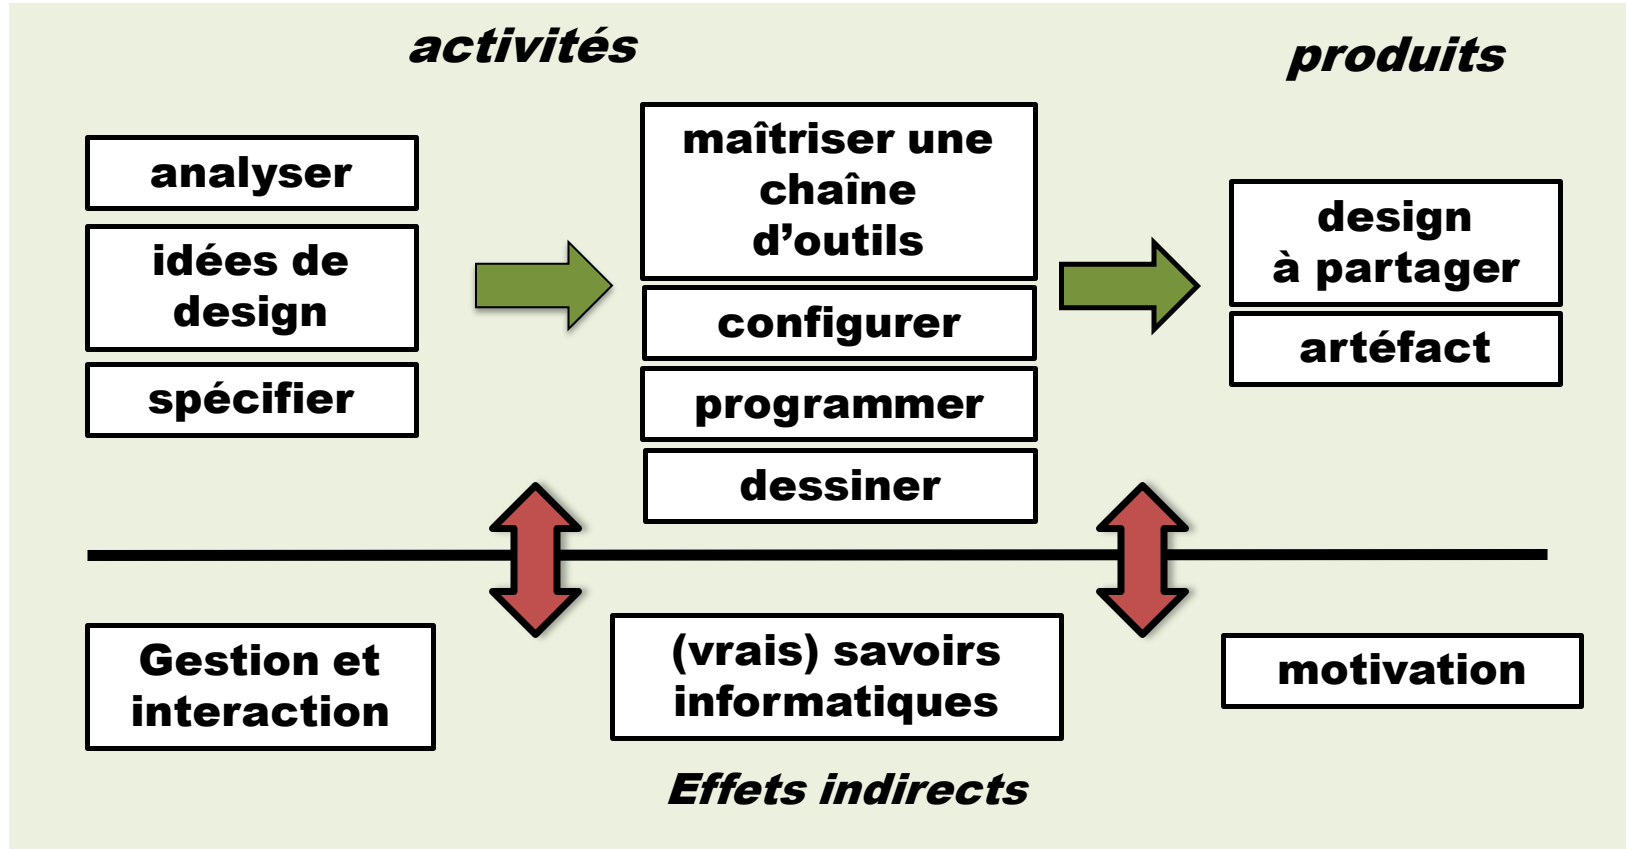 activités
produits
analyser
idées de
design
spécifier
maîtriser une
chaîne
d’outils
configurer
programmer
dessiner
design
à partager
artéfact
Gestion et
interaction
(vrais) savoirs
informatiques
motivation
Effets indirects